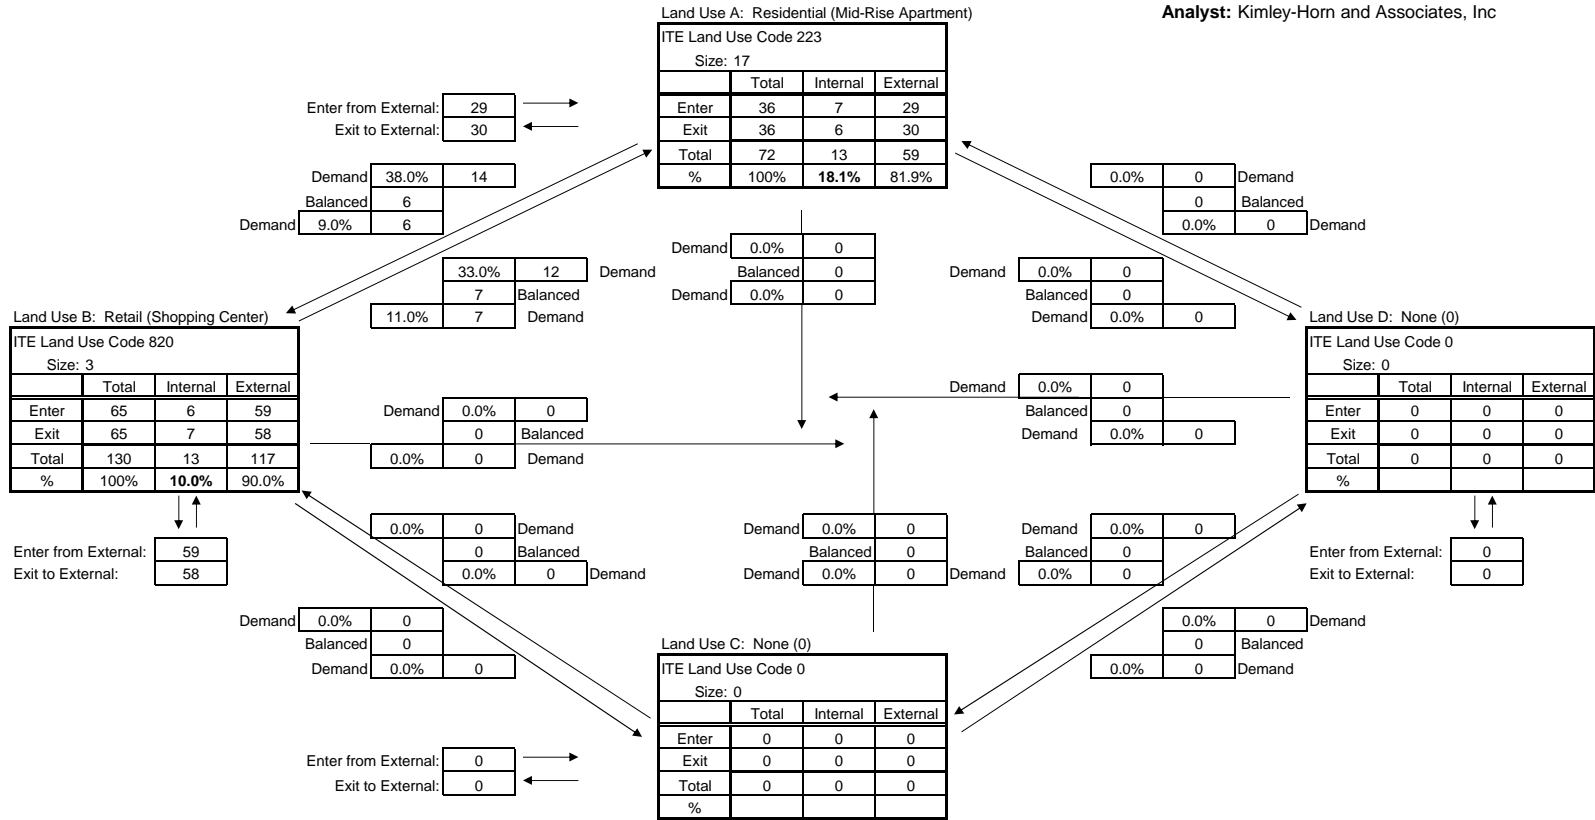 Land Use A: Residential (Mid-Rise Apartment)
Analyst: Kimley-Horn and Associates, Inc
ITE Land Use Code 223
Size: 17
Total Internal External
Enter 36 7 29
Exit 36 6 30
Total 72 13 59
% 100% 18.1% 81.9%
Enter from External: 29
Exit to External: 30
Demand 38.0% 14
Balanced 6
Demand 9.0% 6
0.0% 0 Demand
0 Balanced
0.0% 0 Demand
Demand 0.0% 0
Balanced 0
Demand 0.0% 0
33.0% 12 Demand
7 Balanced
11.0% 7 Demand
Demand 0.0% 0
Balanced 0
Demand 0.0% 0
Land Use B: Retail (Shopping Center)
ITE Land Use Code 820
Size: 3
Total Internal External
Enter 65 6 59
Exit 65 7 58
Total 130 13 117
% 100% 10.0% 90.0%
Land Use D: None (0)
ITE Land Use Code 0
Size: 0
Total Internal External
Enter 0 0 0
Exit 0 0 0
Total 0 0 0
%
Demand 0.0% 0
0 Balanced
0.0% 0 Demand
Demand 0.0% 0
Balanced 0
Demand 0.0% 0
Enter from External: 59
Exit to External: 58
0.0% 0 Demand
0 Balanced
0.0% 0 Demand
Demand 0.0% 0
Balanced 0
Demand 0.0% 0
Demand 0.0% 0
Balanced 0
Demand 0.0% 0
Enter from External: 0
Exit to External: 0
Demand 0.0% 0
Balanced 0
Demand 0.0% 0
0.0% 0 Demand
0 Balanced
0.0% 0 Demand
Land Use C: None (0)
ITE Land Use Code 0
Size: 0
Total Internal External
Enter 0 0 0
Exit 0 0 0
Total 0 0 0
%
Enter from External: 0
Exit to External: 0